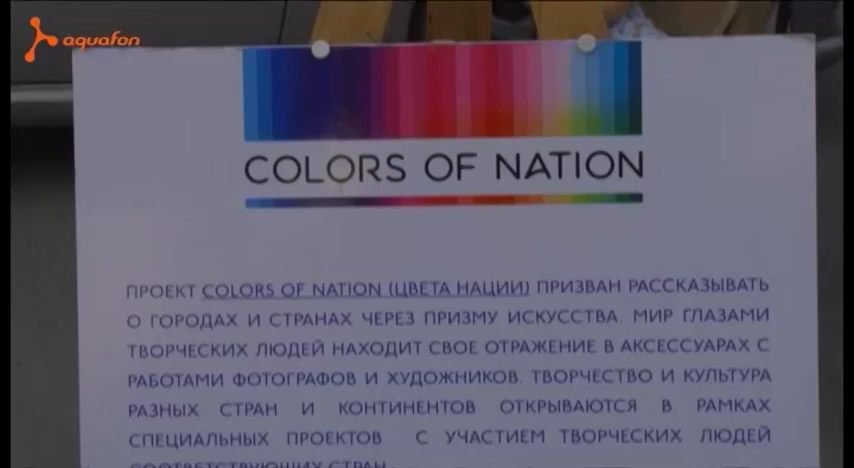 aquafon
COLORS OF NATION
ПРОЕКТ COLORS OF NATION (ЦВЕТА НАЦИИ) ПРИЗВАН РАССКАЗЫВАТЬ
О ГОРОДАХ И СТРАНАХ ЧЕРЕЗ ПРИЗМУ ИСКУССТВА. МИР ГЛАЗАМИ
ТВОРЧЕСКИХ ЛЮДЕЙ НАХОДИТ СВОЕ ОТРАЖЕНИЕ В АКСЕССУАРАХ С
РАБОТАМИ ФОТОГРАФОВ И ХУДОЖНИКОВ. ТВОРЧЕСТВО И КУЛЬТУРА
РАЗНЫХ СТРАН И КОНТИНЕНТОВ ОТКРЫВАЮТСЯ В РАМКАХ
СПЕЦИАЛЬНЫХ ПРОЕКТОВ С УЧАСТИЕМ ТВОРЧЕСКИХ ЛЮДЕЙ
СООТВЕТСТВУЮЩИХ СТРАН